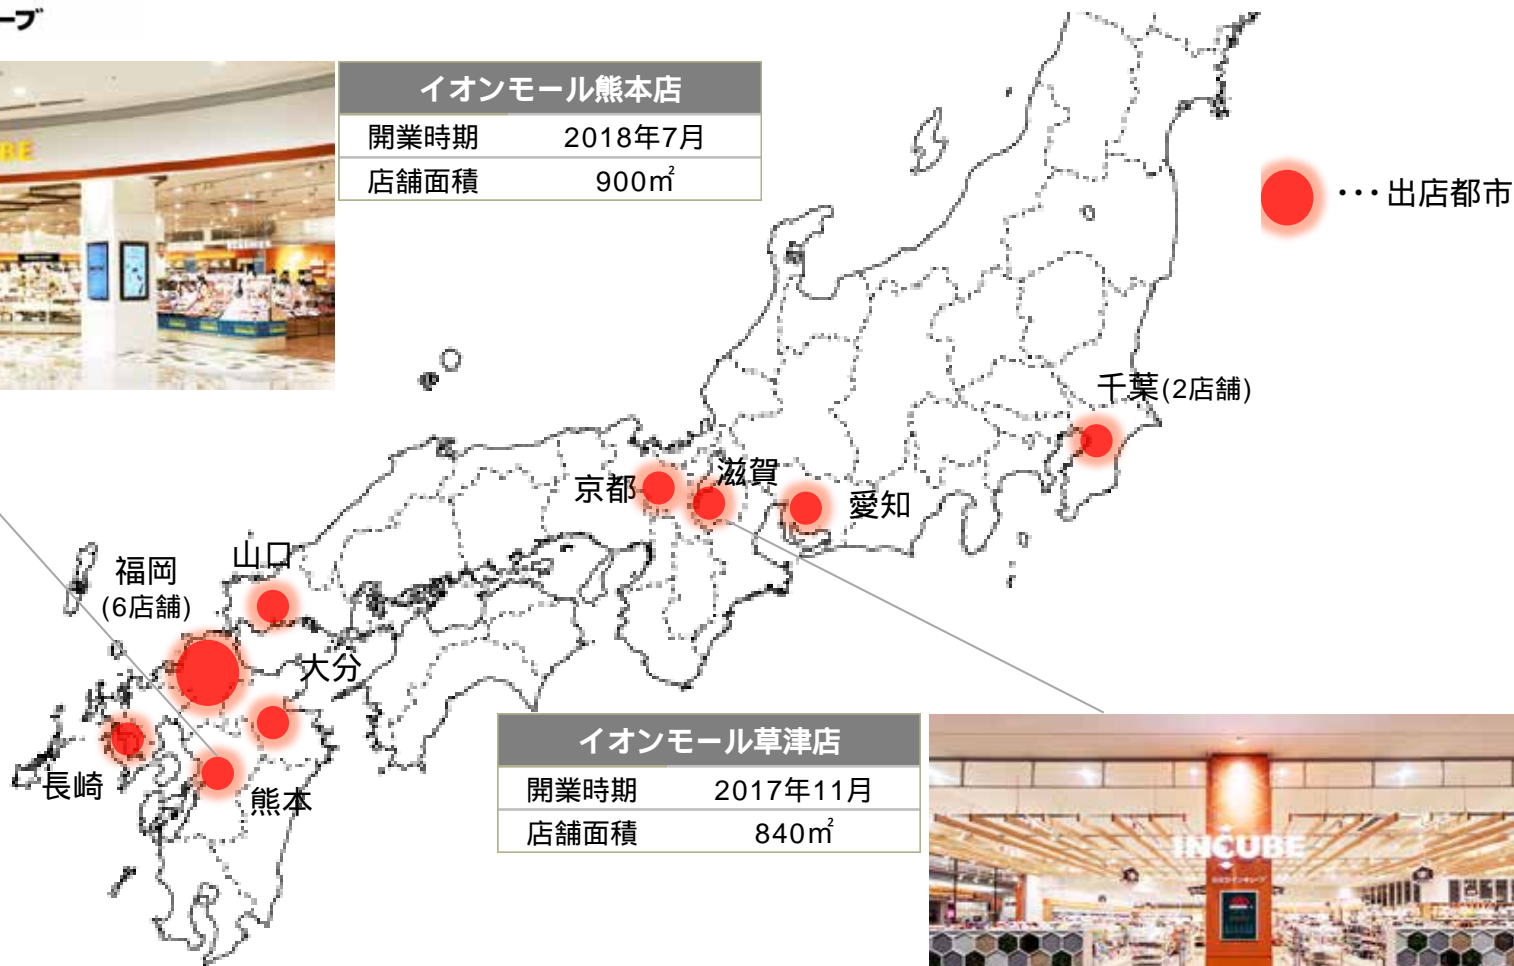 ーブ
イオンモール熊本店
開業時期 2018年7月
店舗面積 900㎡
BE
・・・出店都市
千葉(2店舗)
京都
滋賀
愛知
山口
福岡
(6店舗)
大分
長崎
熊本
イオンモール草津店
開業時期 2017年11月
店舗面積 840㎡
INCUBE